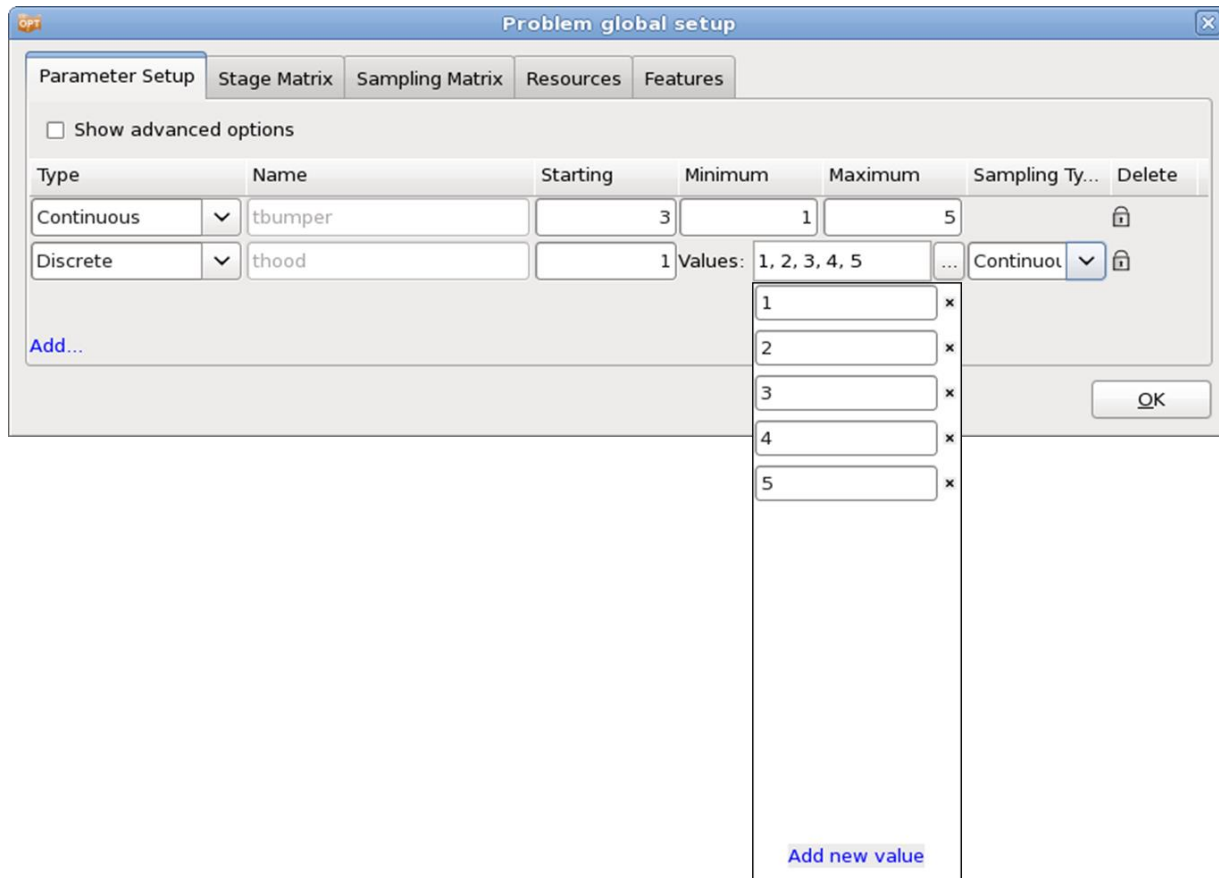 OPT Problem global setup
Parameter Setup Stage Matrix Sampling Matrix Resources Features
Show advanced options
Type Name Starting Minimum Maximum Sampling Ty... Delete
Continuous tbumper 3 1 5
Discrete thood 1 Values: 1, 2, 3, 4, 5 ... Continuou
1
2
Add...
3
OK
4
5
Add new value